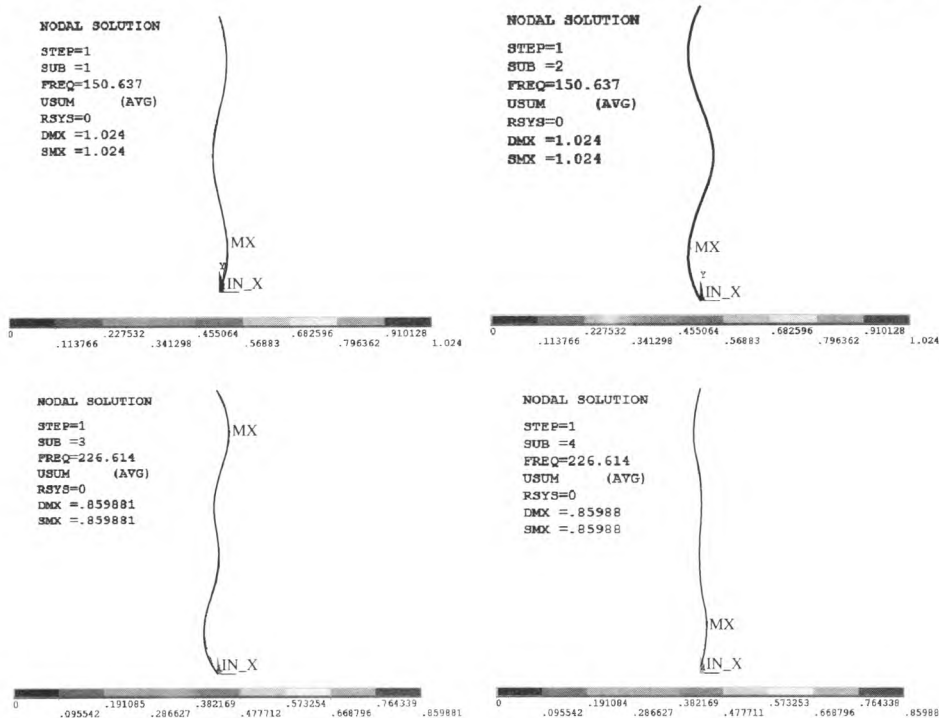 NODAL SOLUTION
STEP=1
SUB =1
FREQ=150.637
USUM (AVG)
RSYS=0
DMX =1.024
SMX =1.024
MX
Y
IN_X
0 .227532 .455064 .682596 .910128
.113766 .341298 .56883 .796362 1.024
NODAL SOLUTION
STEP=1
SUB =2
FREQ=150.637
USUM (AVG)
RSYS=0
DMX =1.024
SMX =1.024
MX
Y
IN_X
0 .227532 .455064 .682596 .910128
.113766 .341298 .56883 .796362 1.024
NODAL SOLUTION
STEP=1
SUB =3
FREQ=226.614
USUM (AVG)
RSYS=0
DMX =.859881
SMX =.859881
MX
IN_X
0 .191085 .382169 .573254 .764339
.095542 .286627 .477712 .668796 .859881
NODAL SOLUTION
STEP=1
SUB =4
FREQ=226.614
USUM (AVG)
RSYS=0
DMX =.85988
SMX =.85988
MX
IN_X
0 .191084 .382169 .573253 .764338
.095542 .286627 .477711 .668796 .85988